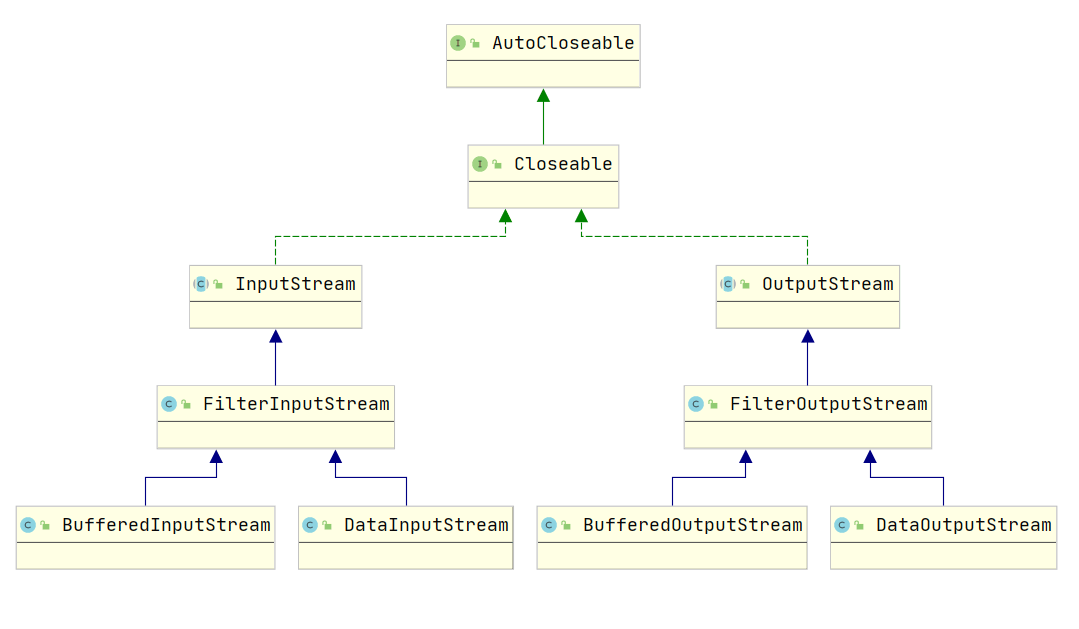 I AutoCloseable
I Closeable
C InputStream
C OutputStream
C FilterInputStream
C FilterOutputStream
C BufferedInputStream
C DataInputStream
C BufferedOutputStream
C DataOutputStream